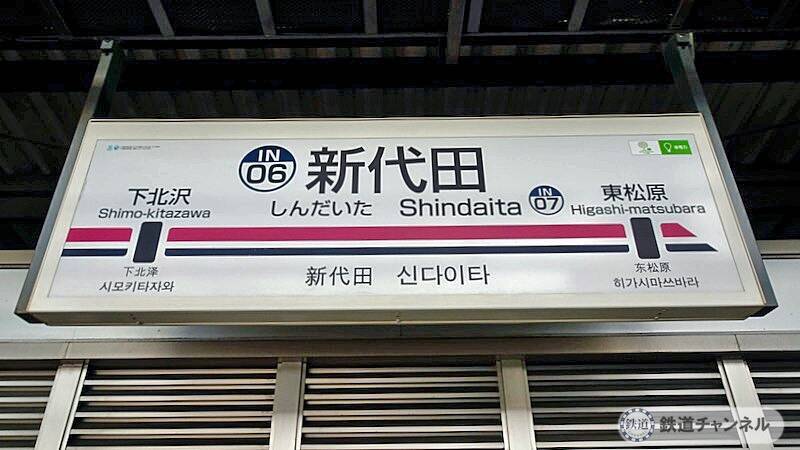 IN
06
新代田
しんだいた Shindaita
下北沢
Shimo-kitazawa
IN
07
東松原
Higashi-matsubara
下北泽
시모키타자와
新代田 신다이타
东松原
히가시마쓰바라
鉄道
鉄道チャンネル